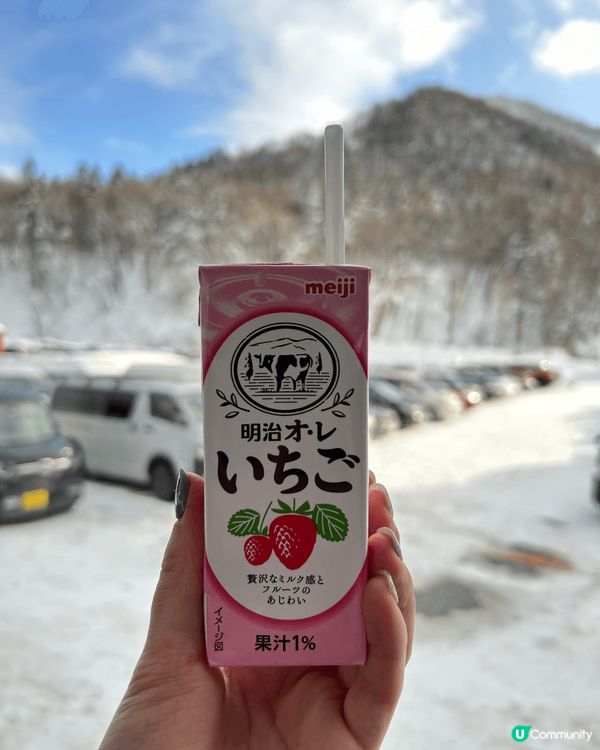 meiji
明治オ・レ
いちご
贅沢なミルク感と
フルーツの
あじわい
イメージ図
果汁1%
U Community